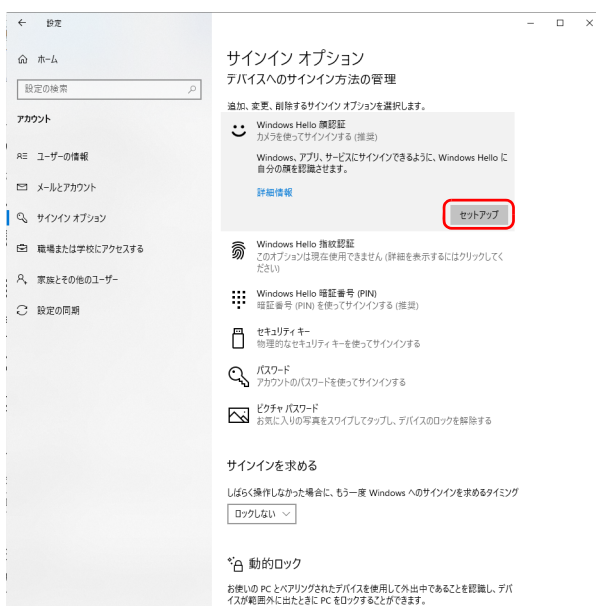 設定
ホーム
設定の検索
アカウント
ユーザーの情報
メールとアカウント
サインイン オプション
職場または学校にアクセスする
家族とその他のユーザー
設定の同期
サインイン オプション
デバイスへのサインイン方法の管理
追加、変更、削除するサインイン オプションを選択します。
Windows Hello 顔認証
カメラを使ってサインインする (推奨)
Windows、アプリ、サービスにサインインできるように、Windows Hello に
自分の顔を認識させます。
詳細情報
セットアップ
Windows Hello 指紋認証
このオプションは現在使用できません (詳細を表示するにはクリックしてく
ださい)
Windows Hello 暗証番号 (PIN)
暗証番号 (PIN) を使ってサインインする (推奨)
セキュリティ キー
物理的なセキュリティ キーを使ってサインインする
パスワード
アカウントのパスワードを使ってサインインする
ピクチャ パスワード
お気に入りの写真をスワイプしてタップし、デバイスのロックを解除する
サインインを求める
しばらく操作しなかった場合に、もう一度 Windows へのサインインを求めるタイミング
ロックしない
動的ロック
お使いの PC とペアリングされたデバイスを使用して外出中であることを認識し、デバ
イスが範囲外に出たときに PC をロックすることができます。